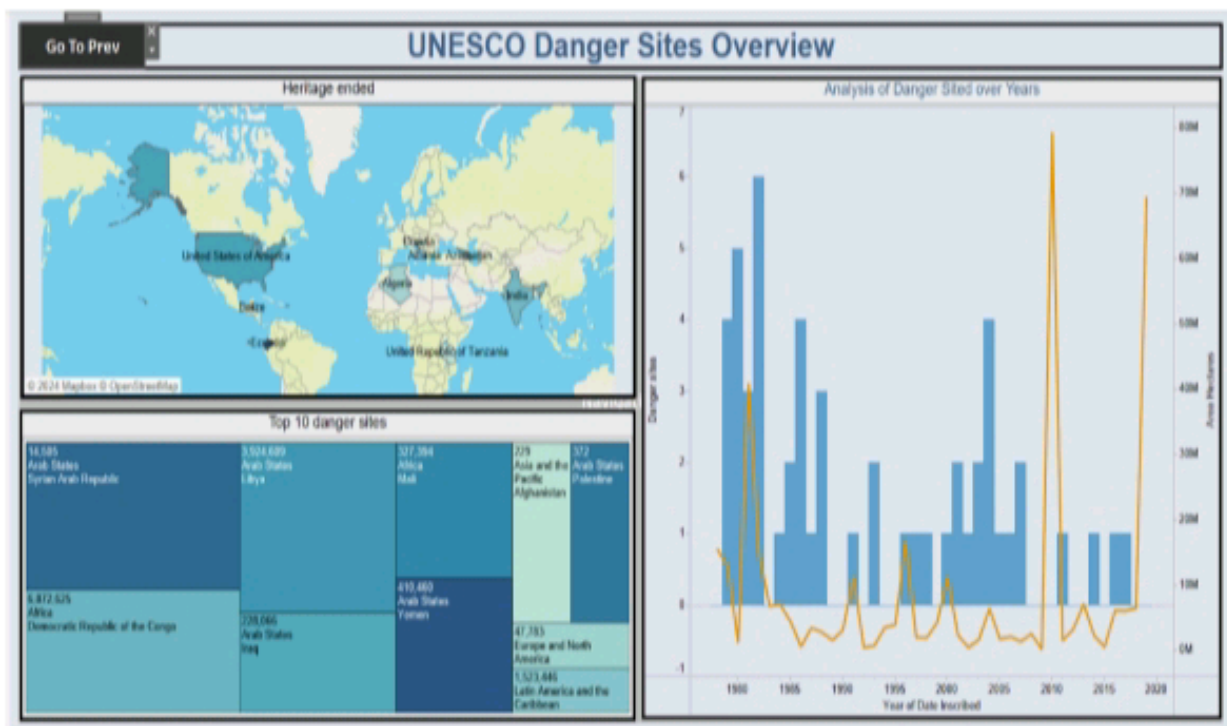 Go To Prev
UNESCO Danger Sites Overview
Heritage ended
United States of America
Belize
Ecuador
Algeria
India
United Republic of Tanzania
© 2024 Mapbox © OpenStreetMap
Top 10 danger sites
14,585
Arab States
Syrian Arab Republic
6,872,625
Africa
Democratic Republic of the Congo
3,924,609
Arab States
Libya
228,066
Arab States
Iraq
327,394
Africa
Mali
410,460
Arab States
Yemen
229
Asia and the
Pacific
Afghanistan
372
Arab States
Palestine
47,783
Europe and North
America
1,523,446
Latin America and the
Caribbean
Analysis of Danger Sited over Years
Danger sites
7
6
5
4
3
2
1
0
-1
Area Hectares
80M
70M
60M
50M
40M
30M
20M
10M
0M
1980
1985
1990
1995
2000
2005
2010
2015
2020
Year of Date Inscribed